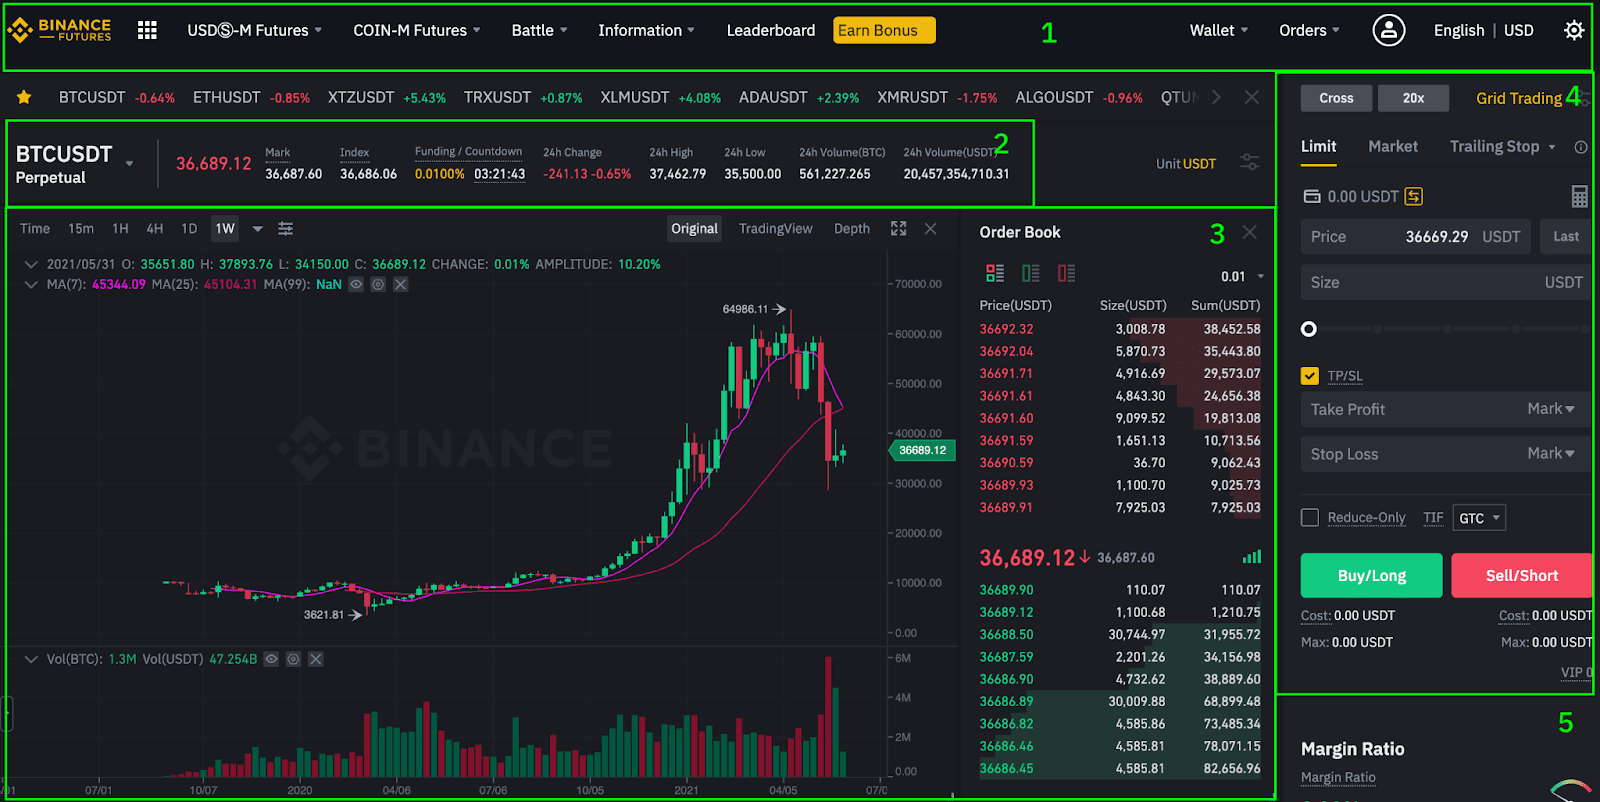 BINANCE
FUTURES
USDⓈ-M Futures COIN-M Futures Battle Information Leaderboard Earn Bonus 1 Wallet Orders English | USD
BTCUSDT -0.64% ETHUSDT -0.85% XTZUSDT +5.43% TRXUSDT +0.87% XLMUSDT +4.08% ADAUSDT +2.39% XMRUSDT -1.75% ALGOUSDT -0.96% QTUM
2
BTCUSDT
Perpetual
36,689.12
Mark
36,687.60
Index
36,686.06
Funding / Countdown
0.0100% 03:21:43
24h Change
-241.13 -0.65%
24h High
37,462.79
24h Low
35,500.00
24h Volume(BTC)
561,227.265
24h Volume(USDT)
20,457,354,710.31
Unit USDT
Time 15m 1H 4H 1D 1W Original TradingView Depth
2021/05/31 O: 35651.80 H: 37893.76 L: 34150.00 C: 36689.12 CHANGE: 0.01% AMPLITUDE: 10.20%
MA(7): 45344.09 MA(25): 45104.31 MA(99): NaN
70000.00
64986.11
60000.00
50000.00
40000.00
36689.12
BINANCE
30000.00
20000.00
10000.00
3621.81
0.00
Vol(BTC): 1.3M Vol(USDT) 47.254B
6M
4M
2M
0.00
/01 07/01 10/07 2020 04/06 07/06 10/05 2021 04/05 07/0
Order Book 3
0.01
Price(USDT) Size(USDT) Sum(USDT)
36692.32 3,008.78 38,452.58
36692.04 5,870.73 35,443.80
36691.71 4,916.69 29,573.07
36691.61 4,843.30 24,656.38
36691.60 9,099.52 19,813.08
36691.59 1,651.13 10,713.56
36690.59 36.70 9,062.43
36689.93 1,100.70 9,025.73
36689.91 7,925.03 7,925.03
36,689.12 36,687.60
36689.90 110.07 110.07
36689.12 1,100.68 1,210.75
36688.50 30,744.97 31,955.72
36687.59 2,201.26 34,156.98
36686.90 4,732.62 38,889.60
36686.89 30,009.88 68,899.48
36686.82 4,585.86 73,485.34
36686.46 4,585.81 78,071.15
36686.45 4,585.81 82,656.96
Cross 20x Grid Trading 4
Limit Market Trailing Stop
0.00 USDT
Price 36669.29 USDT Last
Size USDT
TP/SL
Take Profit Mark
Stop Loss Mark
Reduce-Only TIF GTC
Buy/Long Sell/Short
Cost: 0.00 USDT Cost: 0.00 USDT
Max: 0.00 USDT Max: 0.00 USDT
VIP 0
5
Margin Ratio
Margin Ratio